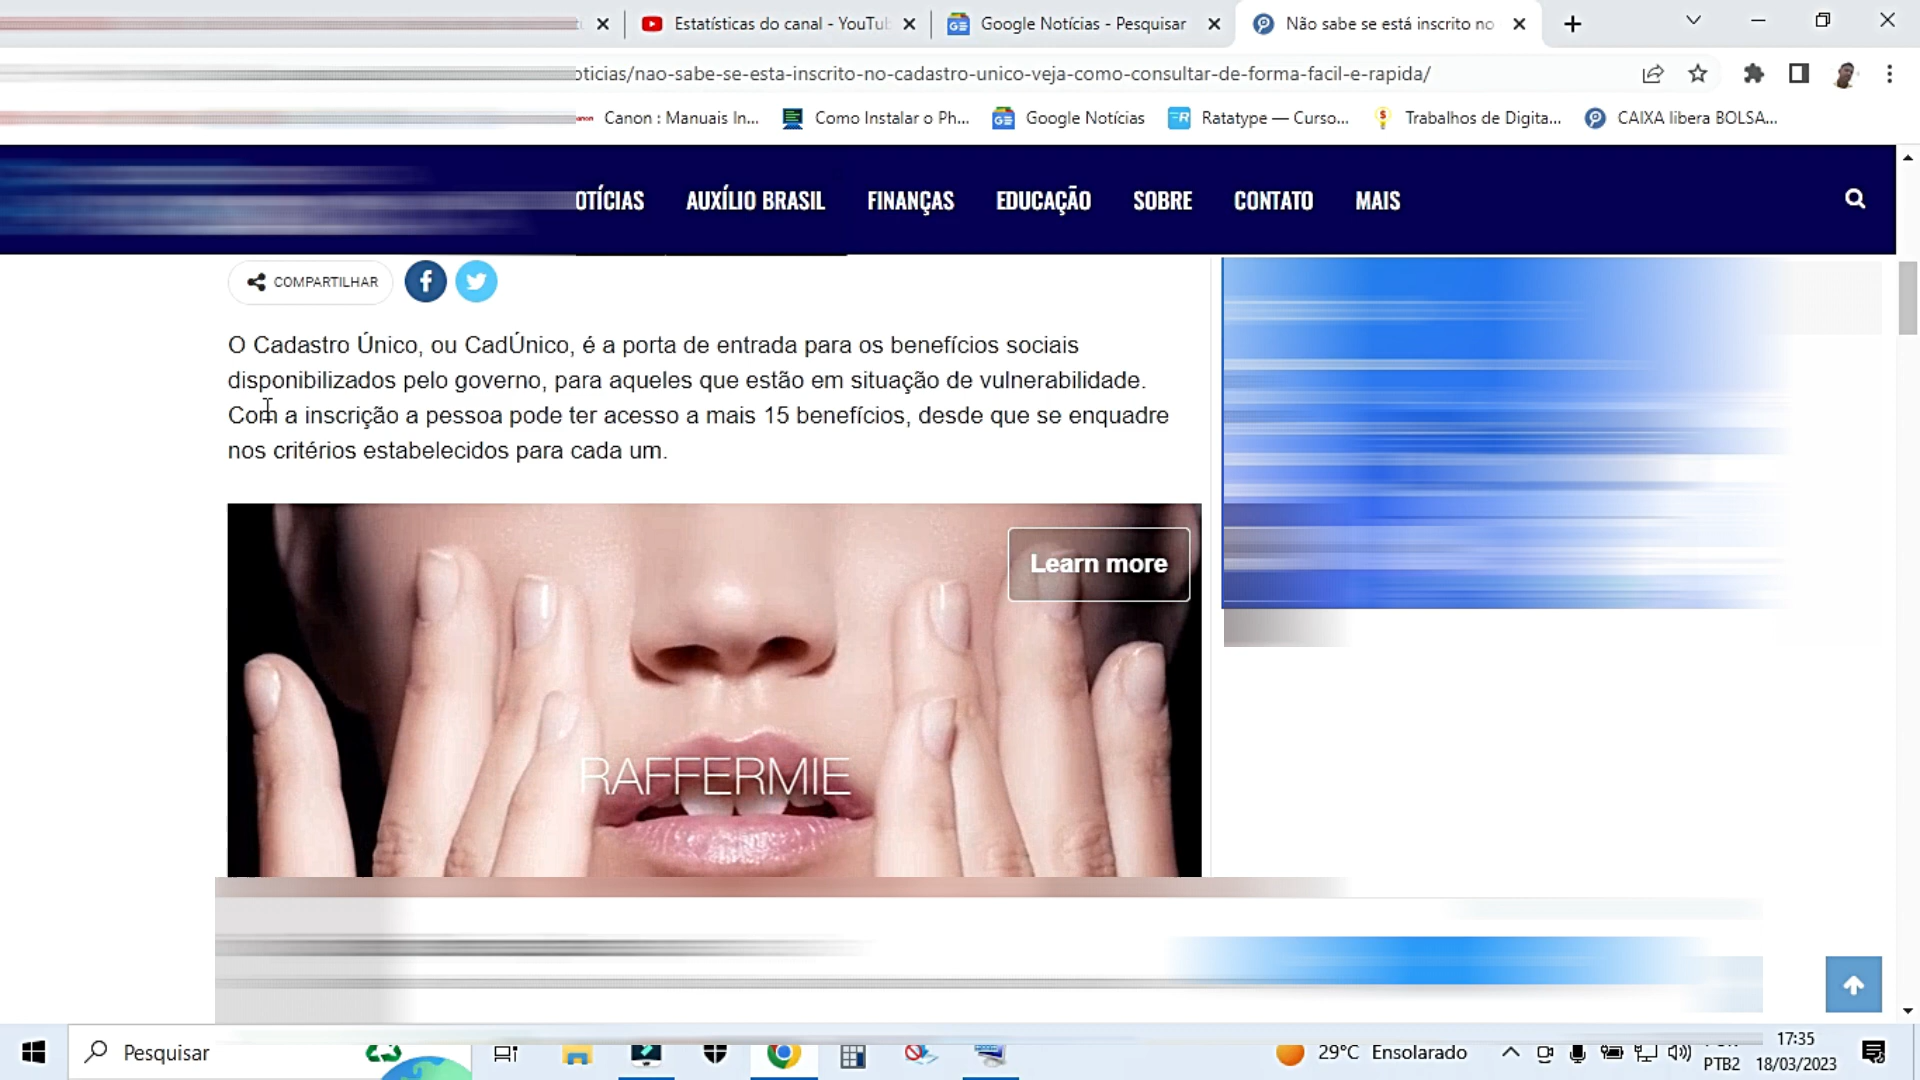 Estatísticas do canal - YouTub
Google Notícias - Pesquisar
Não sabe se está inscrito no
oticias/nao-sabe-se-esta-inscrito-no-cadastro-unico-veja-como-consultar-de-forma-facil-e-rapida/
Canon : Manuais In...
Como Instalar o Ph...
Google Notícias
Ratatype — Curso...
Trabalhos de Digita...
CAIXA libera BOLSA...
OTÍCIAS
AUXÍLIO BRASIL
FINANÇAS
EDUCAÇÃO
SOBRE
CONTATO
MAIS
COMPARTILHAR
O Cadastro Único, ou CadÚnico, é a porta de entrada para os benefícios sociais
disponibilizados pelo governo, para aqueles que estão em situação de vulnerabilidade.
Com a inscrição a pessoa pode ter acesso a mais 15 benefícios, desde que se enquadre
nos critérios estabelecidos para cada um.
Learn more
RAFFERMIE
Pesquisar
29°C Ensolarado
PTB2
17:35
18/03/2023